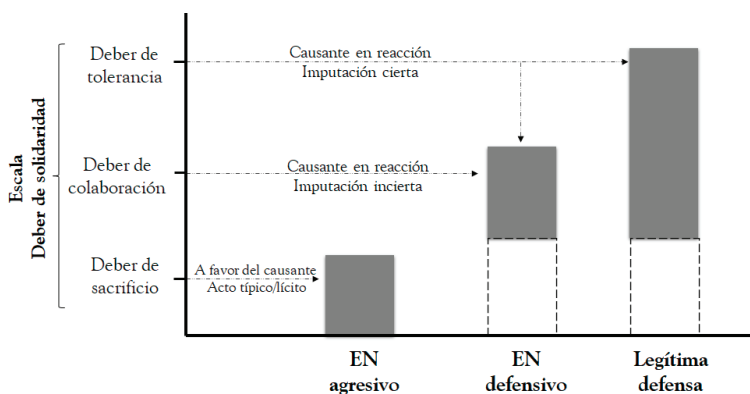 Escala
Deber de solidaridad
Deber de
tolerancia
Causante en reacción
Imputación cierta
Deber de
colaboración
Causante en reacción
Imputación incierta
Deber de
sacrificio
A favor del causante
Acto típico/lícito
EN
agresivo
EN
defensivo
Legítima
defensa